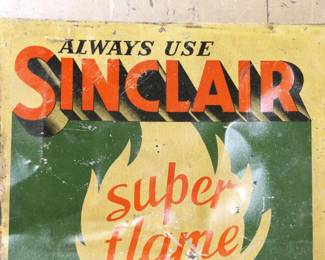 ALWAYS USE
SINCLAIR
super
flame